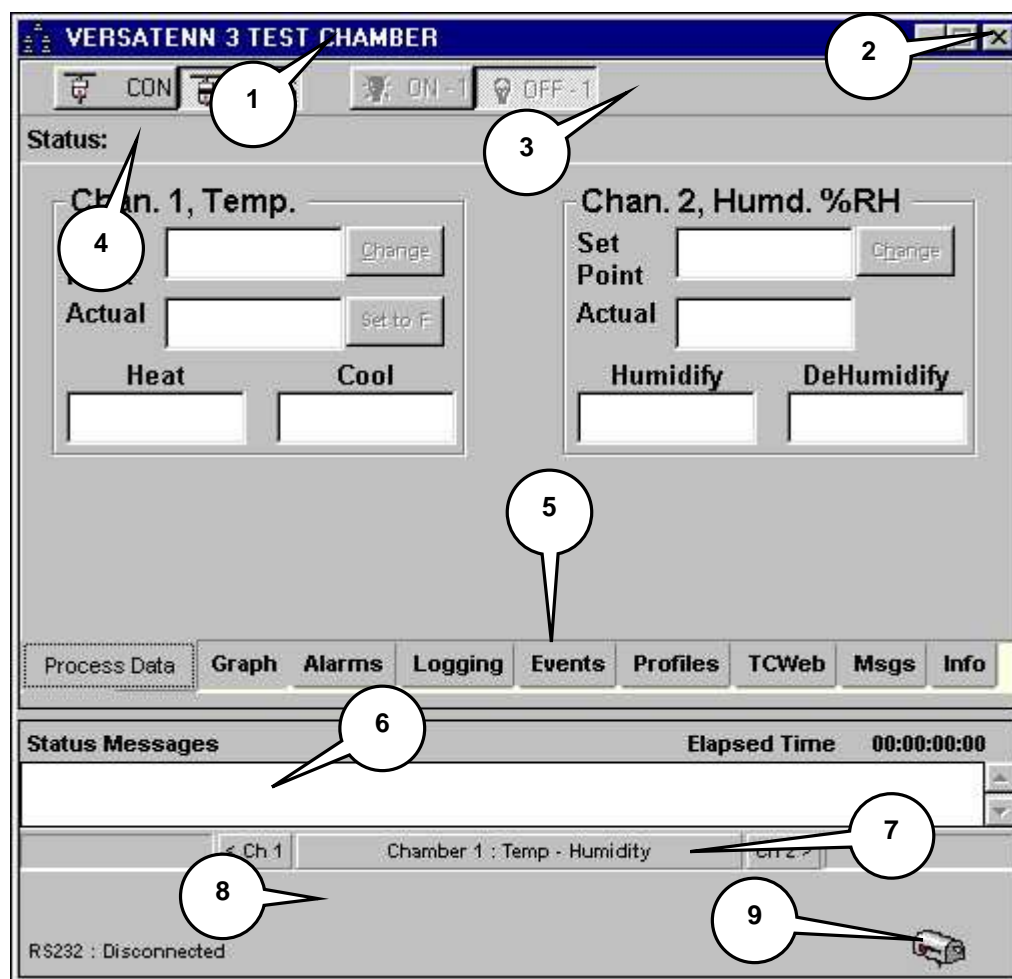 VERSATENN 3 TEST CHAMBER
2
CON
1
ON - 1
OFF - 1
3
Status:
Chan. 1, Temp.
Chan. 2, Humd. %RH
4
Change
Set
Point
Change
Actual
Set to F
Actual
Heat
Cool
Humidify
DeHumidify
5
Process Data
Graph
Alarms
Logging
Events
Profiles
TCWeb
Msgs
Info
6
Status Messages
Elapsed Time
00:00:00:00
7
< Ch 1
Chamber 1 : Temp - Humidity
Ch 2 >
8
9
RS232 : Disconnected